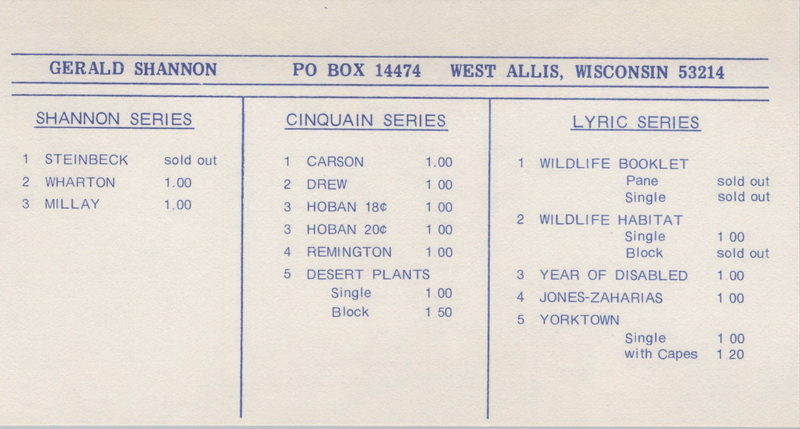 GERALD SHANNON PO BOX 14474 WEST ALLIS, WISCONSIN 53214
SHANNON SERIES
1 STEINBECK sold out
2 WHARTON 1.00
3 MILLAY 1.00
CINQUAIN SERIES
1 CARSON 1.00
2 DREW 1 00
3 HOBAN 18¢ 1 00
3 HOBAN 20¢ 1 00
4 REMINGTON 1 00
5 DESERT PLANTS
Single 1 00
Block 1 50
LYRIC SERIES
1 WILDLIFE BOOKLET
Pane sold out
Single sold out
2 WILDLIFE HABITAT
Single 1 00
Block sold out
3 YEAR OF DISABLED 1.00
4 JONES-ZAHARIAS 1 00
5 YORKTOWN
Single 1 00
with Capes 1.20